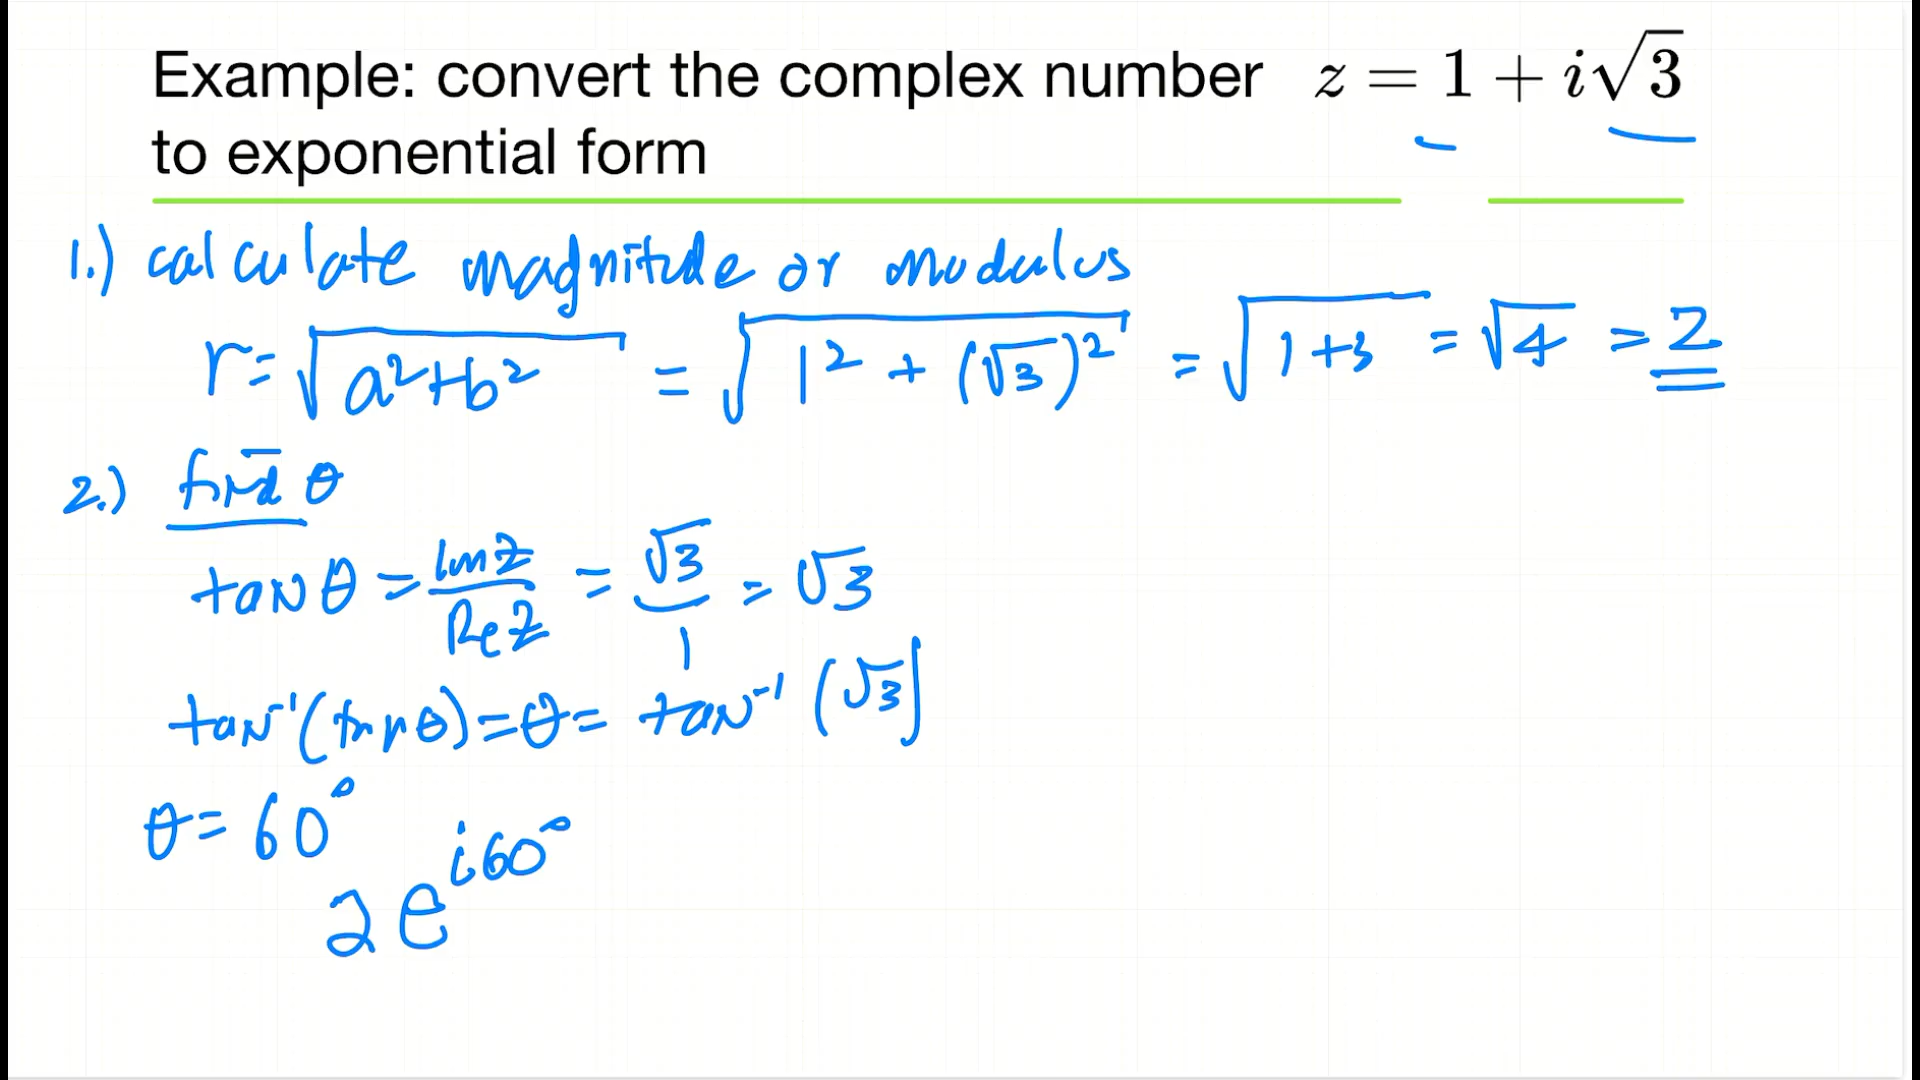 Example: convert the complex number z = 1 + i√3
to exponential form
1.) calculate magnitude or modulus
r = √(a²+b²) = √(1² + (√3)²) = √(1+3) = √4 = 2
2.) find θ
tan θ = Im z / Re z = √3 / 1 = √3
tan⁻¹(tan θ) = θ = tan⁻¹(√3)
θ = 60°
2e^(i60°)